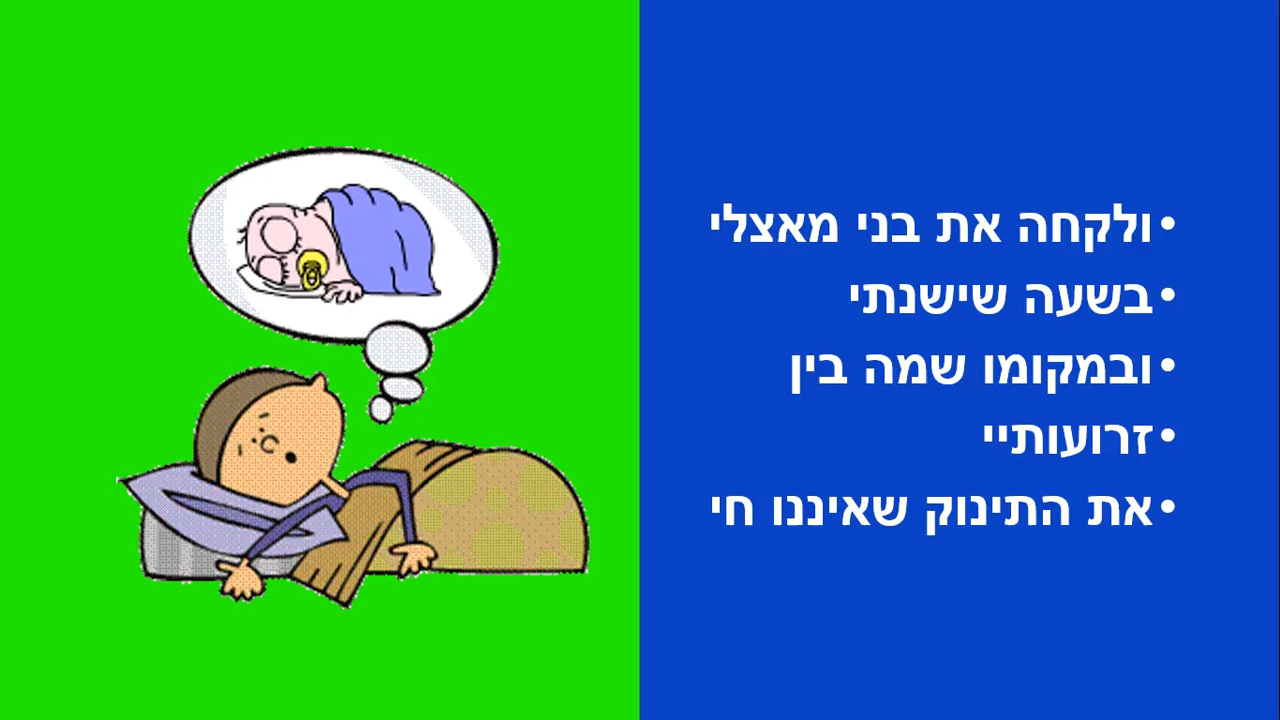 • ולקחה את בני מאצלי
• בשעה שישנתי
• ובמקומו שמה בין
• זרועותיי
• את התינוק שאיננו חי